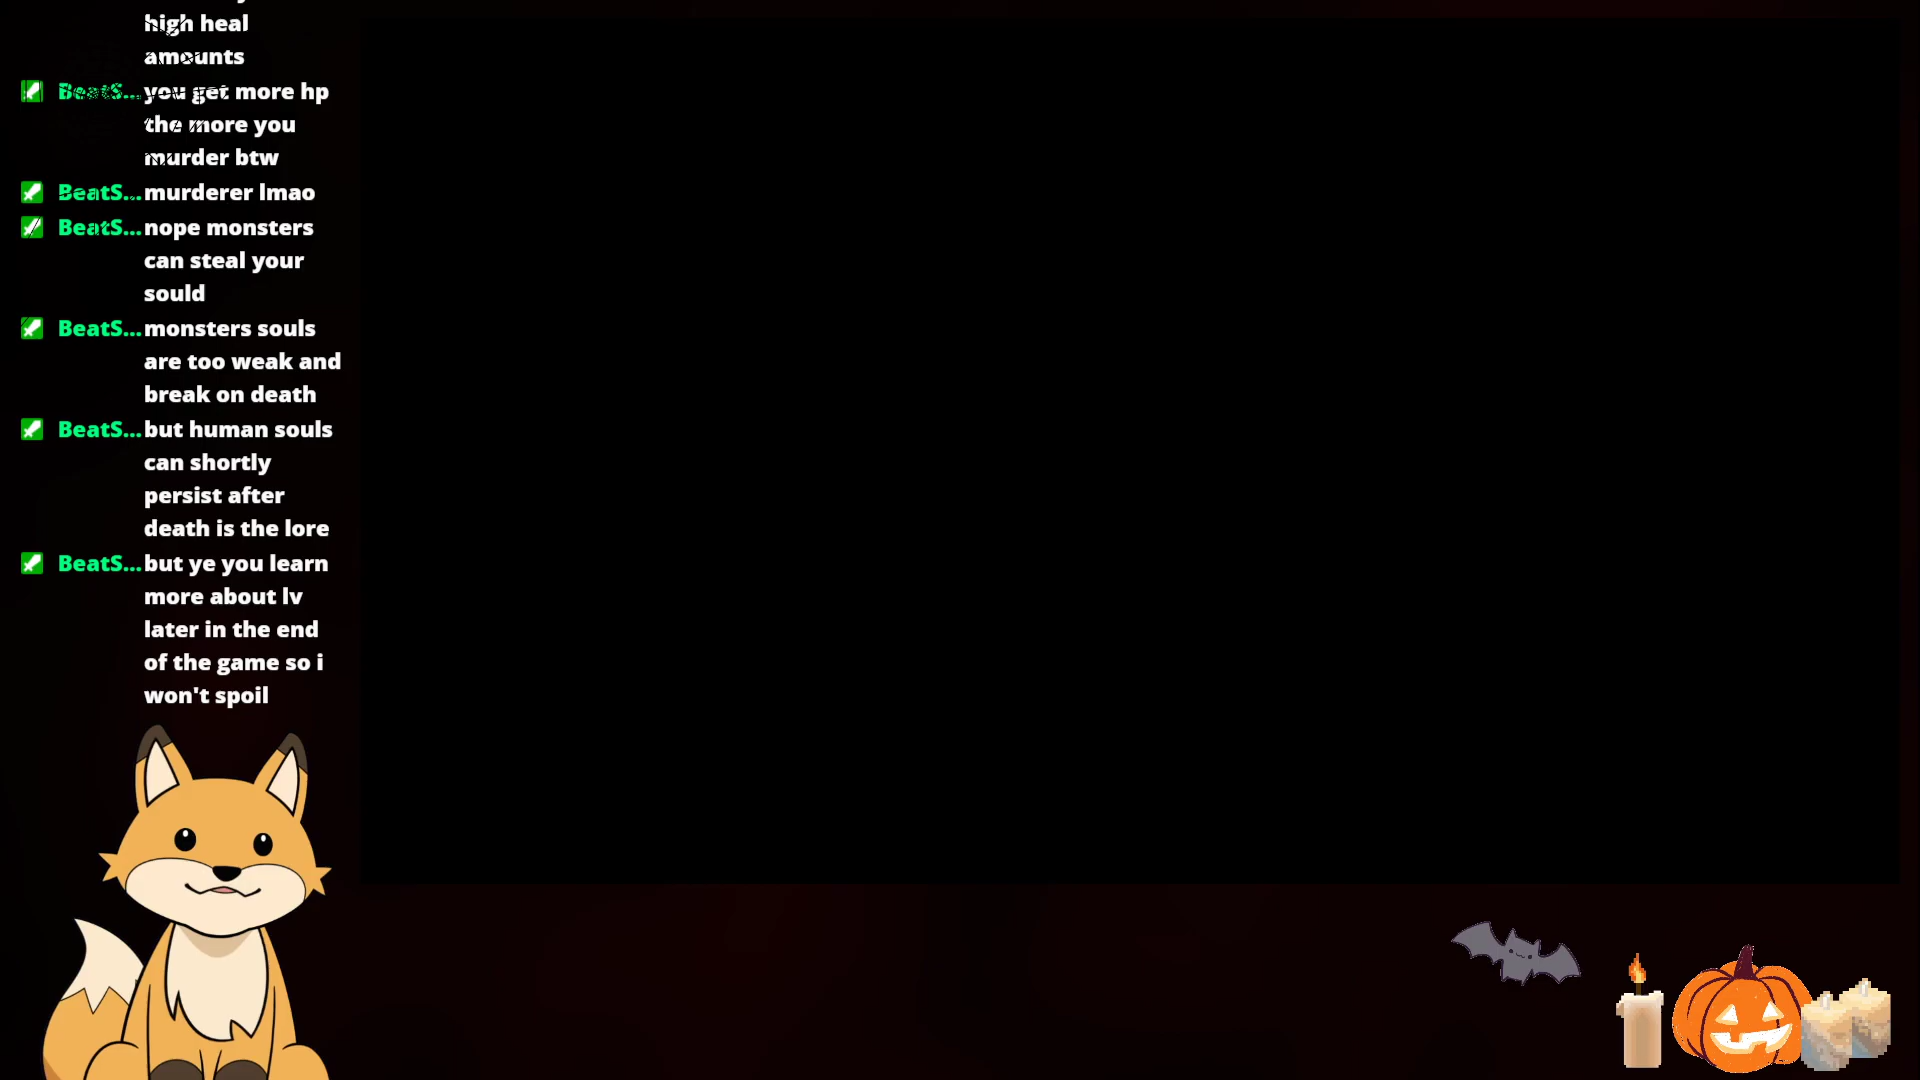 high heal
amounts
BeatS... you get more hp
the more you
murder btw
BeatS... murderer lmao
BeatS... nope monsters
can steal your
sould
BeatS... monsters souls
are too weak and
break on death
BeatS... but human souls
can shortly
persist after
death is the lore
BeatS... but ye you learn
more about lv
later in the end
of the game so i
won't spoil